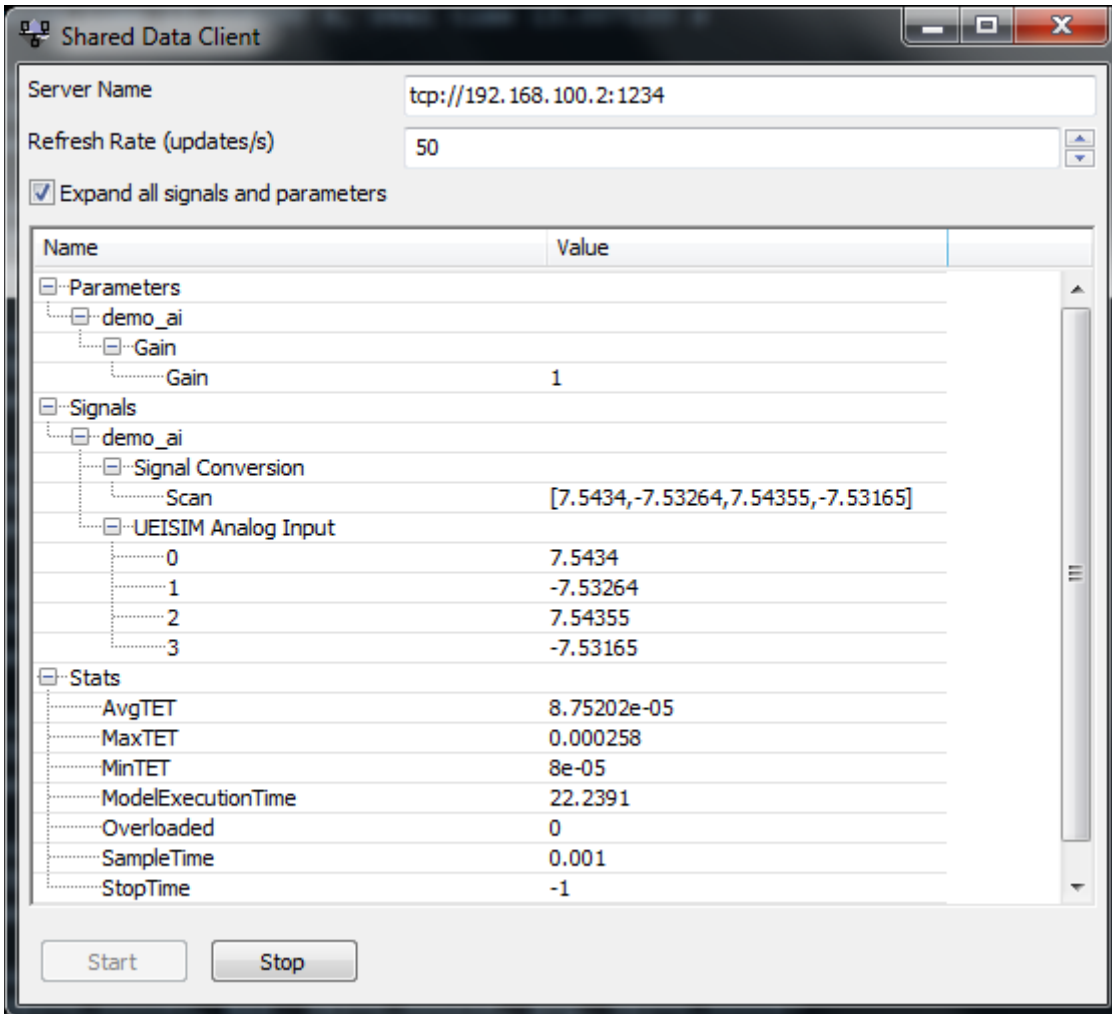 Shared Data Client
Server Name tcp://192.168.100.2:1234
Refresh Rate (updates/s) 50
Expand all signals and parameters
Name Value
Parameters
demo_ai
Gain
Gain 1
Signals
demo_ai
Signal Conversion
Scan [7.5434,-7.53264,7.54355,-7.53165]
UEISIM Analog Input
0 7.5434
1 -7.53264
2 7.54355
3 -7.53165
Stats
AvgTET 8.75202e-05
MaxTET 0.000258
MinTET 8e-05
ModelExecutionTime 22.2391
Overloaded 0
SampleTime 0.001
StopTime -1
Start Stop